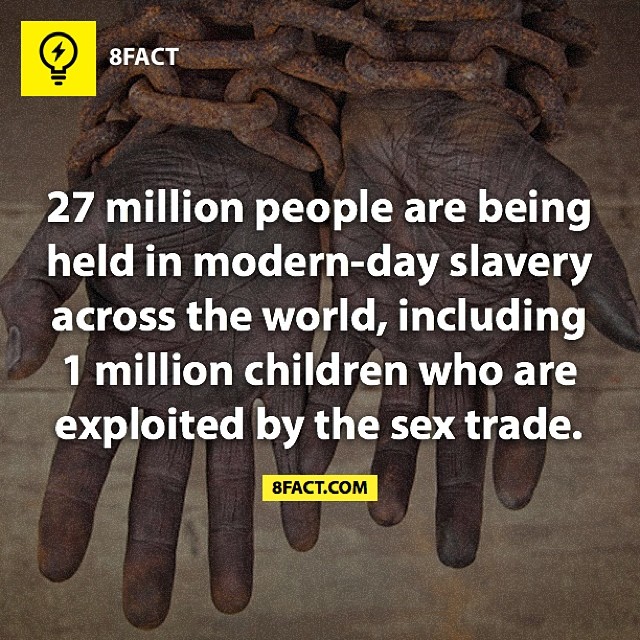 8FACT
27 million people are being
held in modern-day slavery
across the world, including
1 million children who are
exploited by the sex trade.
8FACT.COM